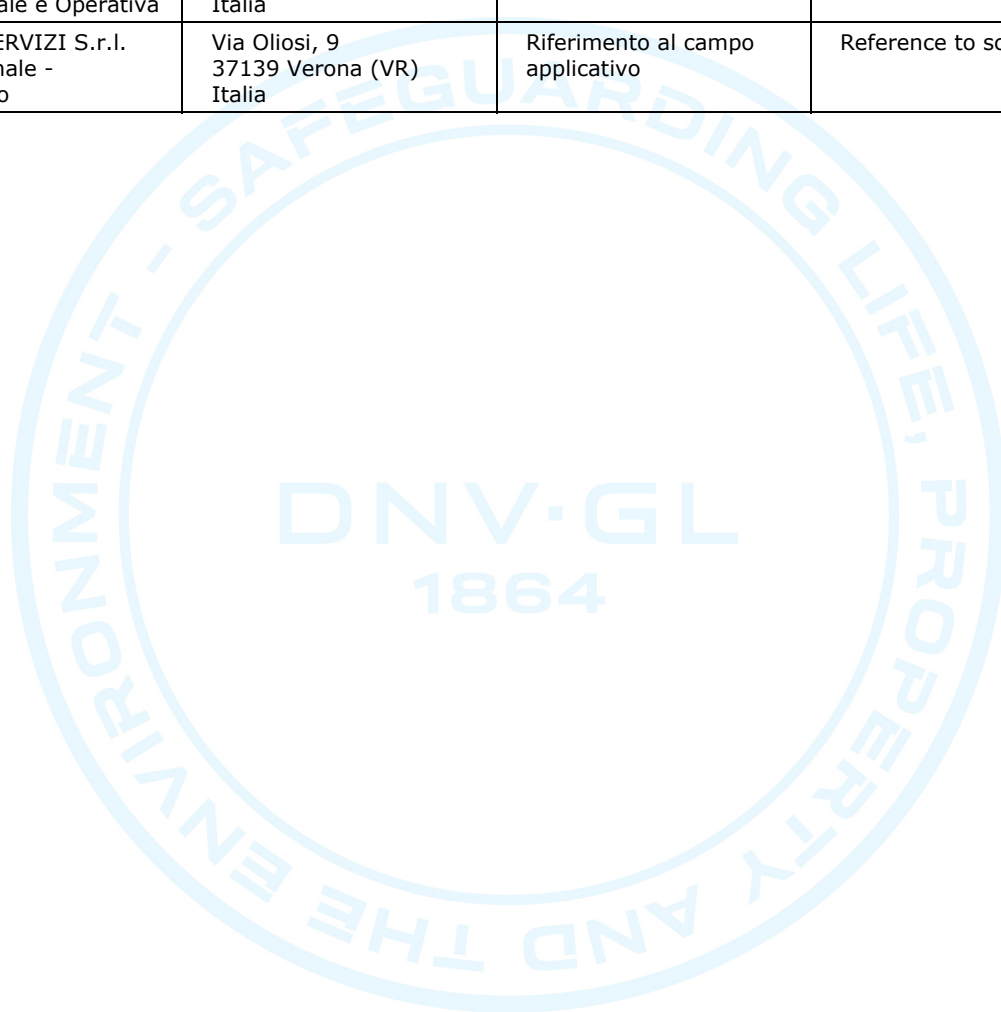 ale e Operativa
Italia
ERVIZI S.r.l.
nale -
o
Via Oliosi, 9
37139 Verona (VR)
Italia
Riferimento al campo
applicativo
Reference to sc
SAFEGUARDING LIFE, PROPERTY AND THE ENVIRONMENT -
DNV·GL
1864